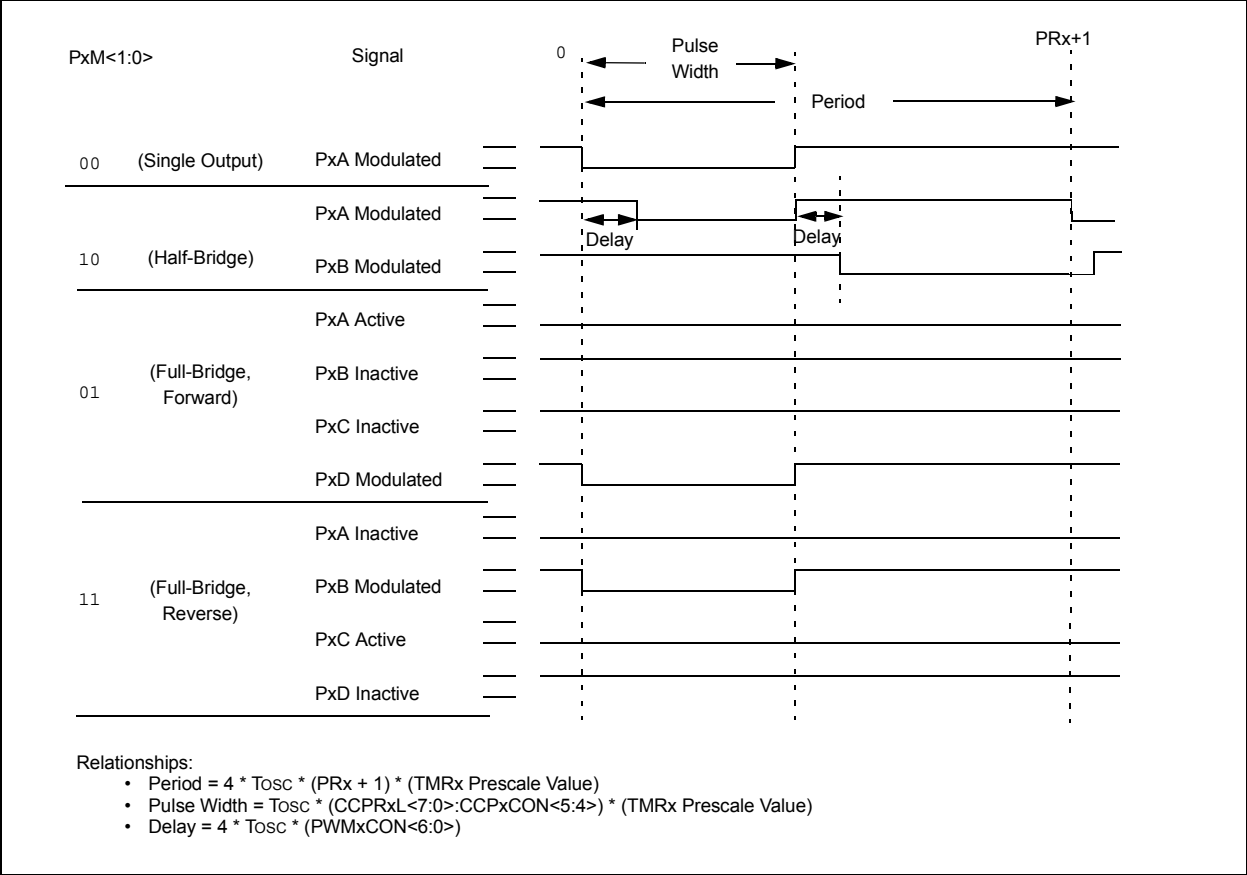 PxM<1:0>
Signal
0
Pulse
Width
PRx+1
Period
00
(Single Output)
PxA Modulated
PxA Modulated
Delay
Delay
10
(Half-Bridge)
PxB Modulated
PxA Active
01
(Full-Bridge,
Forward)
PxB Inactive
PxC Inactive
PxD Modulated
PxA Inactive
11
(Full-Bridge,
Reverse)
PxB Modulated
PxC Active
PxD Inactive
Relationships:
• Period = 4 * TOSC * (PRx + 1) * (TMRx Prescale Value)
• Pulse Width = TOSC * (CCPRxL<7:0>:CCPxCON<5:4>) * (TMRx Prescale Value)
• Delay = 4 * TOSC * (PWMxCON<6:0>)